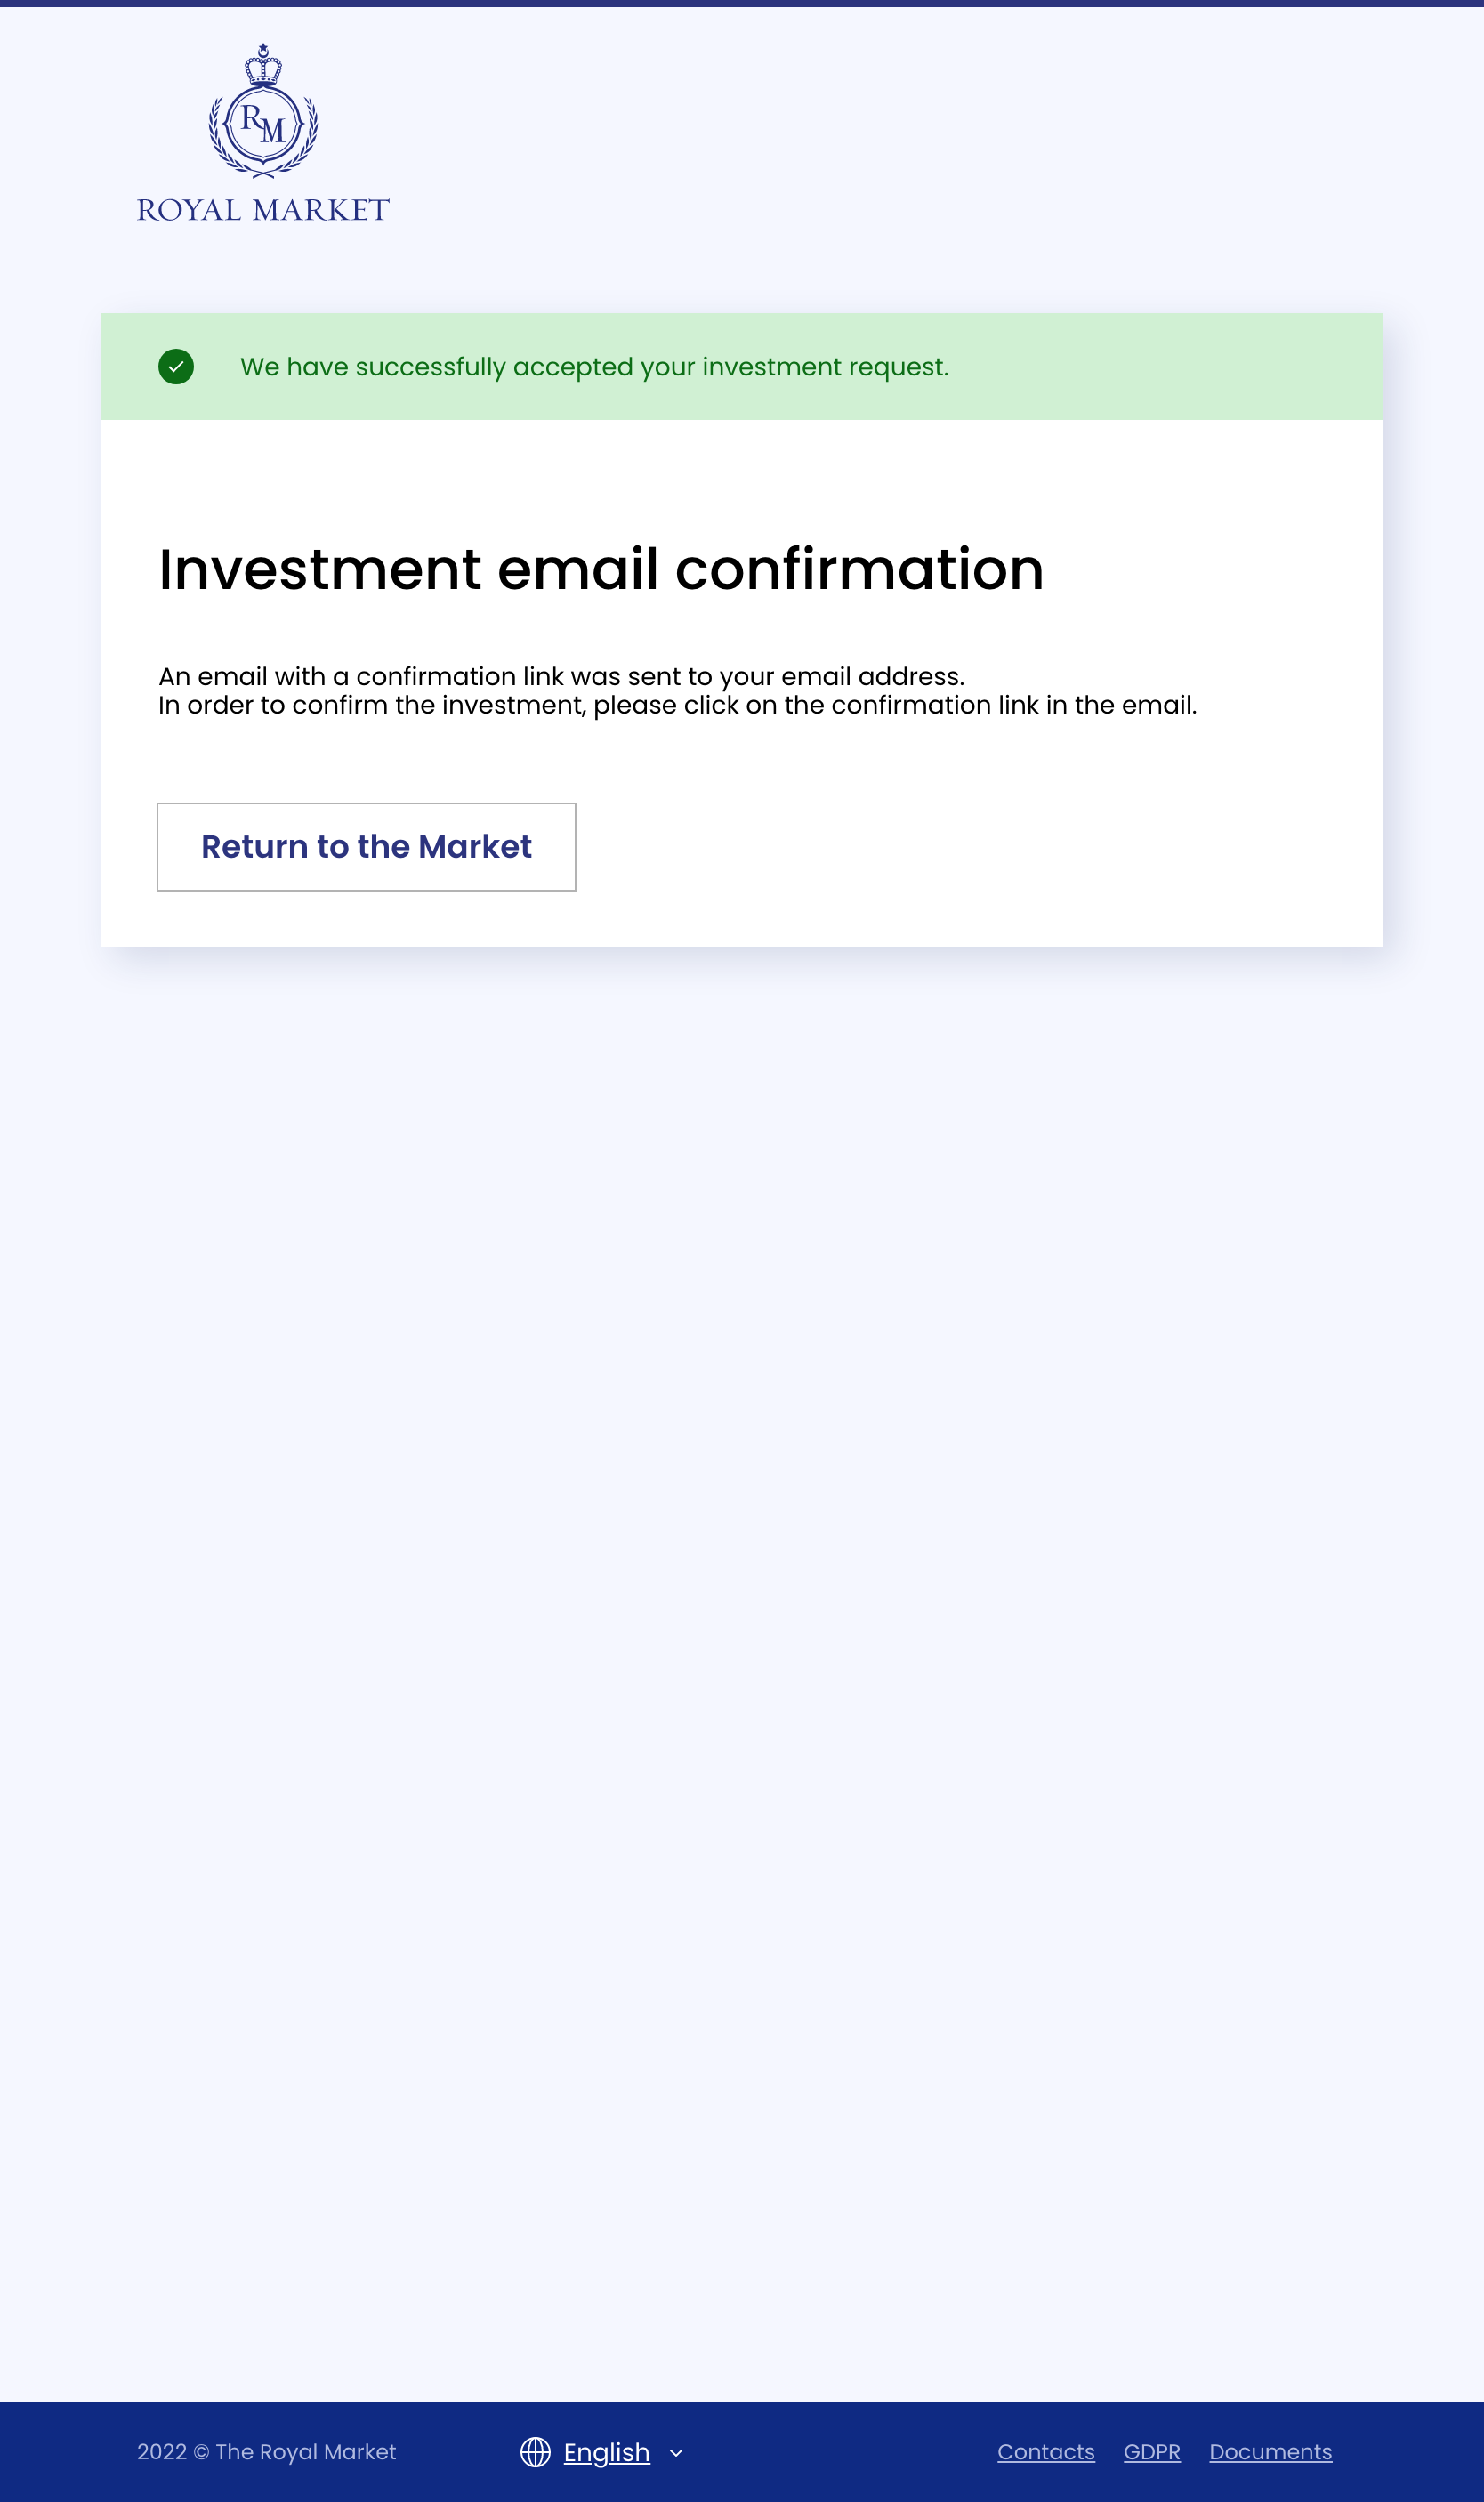 RM
ROYAL MARKET
We have successfully accepted your investment request.
Investment email confirmation
An email with a confirmation link was sent to your email address.
In order to confirm the investment, please click on the confirmation link in the email.
Return to the Market
2022 © The Royal Market
English
Contacts
GDPR
Documents